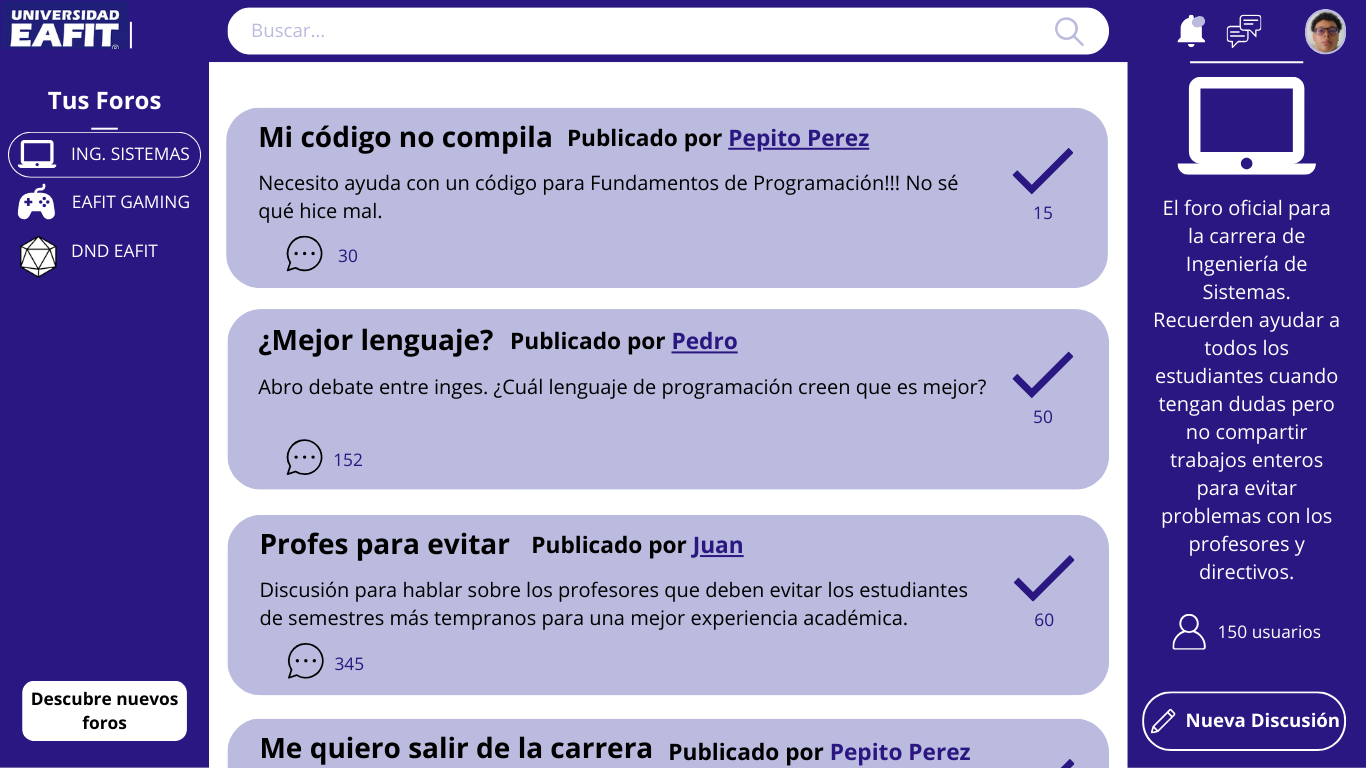 UNIVERSIDAD
EAFIT
Buscar...
Tus Foros
ING. SISTEMAS
EAFIT GAMING
DND EAFIT
Descubre nuevos
foros
Mi código no compila Publicado por Pepito Perez
Necesito ayuda con un código para Fundamentos de Programación!!! No sé
qué hice mal.
15
30
¿Mejor lenguaje? Publicado por Pedro
Abro debate entre inges. ¿Cuál lenguaje de programación creen que es mejor?
50
152
Profes para evitar Publicado por Juan
Discusión para hablar sobre los profesores que deben evitar los estudiantes
de semestres más tempranos para una mejor experiencia académica.
60
345
Me quiero salir de la carrera Publicado por Pepito Perez
El foro oficial para
la carrera de
Ingeniería de
Sistemas.
Recuerden ayudar a
todos los
estudiantes cuando
tengan dudas pero
no compartir
trabajos enteros
para evitar
problemas con los
profesores y
directivos.
150 usuarios
Nueva Discusión